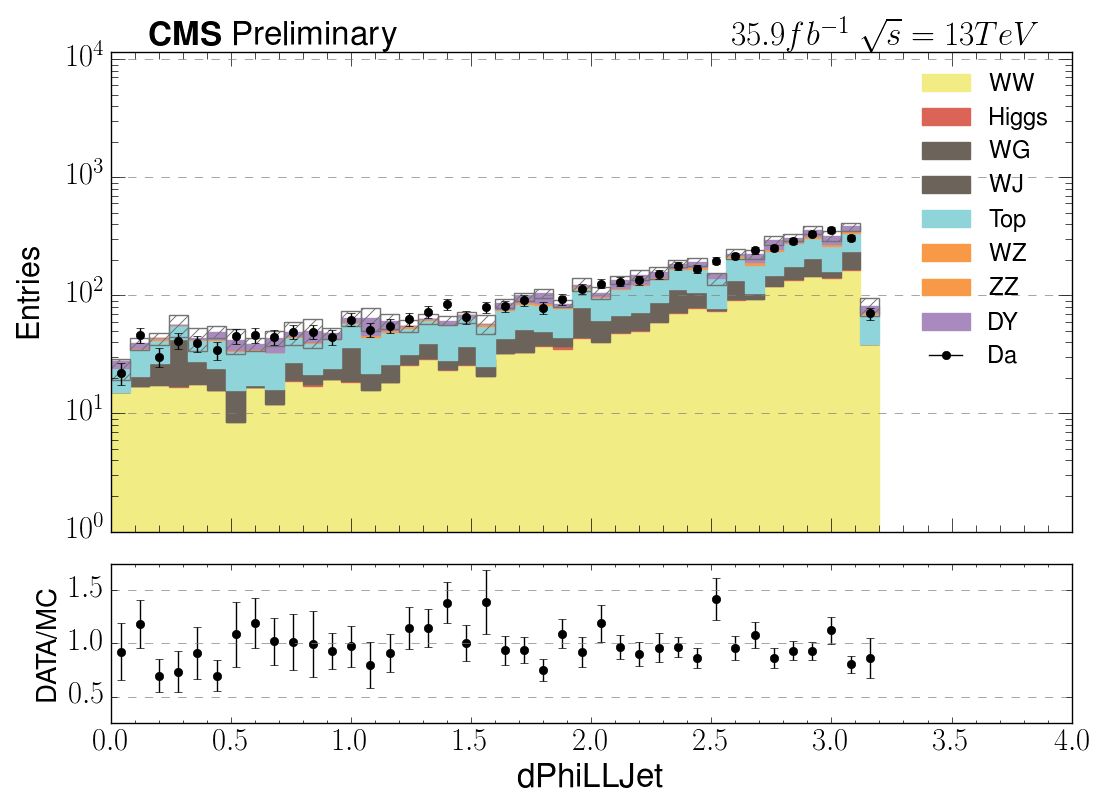 CMS Preliminary
35.9fb⁻¹ √s = 13TeV
Entries
10⁴
10³
10²
10¹
10⁰
WW
Higgs
WG
WJ
Top
WZ
ZZ
DY
Da
DATA/MC
1.5
1.0
0.5
0.0 0.5 1.0 1.5 2.0 2.5 3.0 3.5 4.0
dPhiLLJet